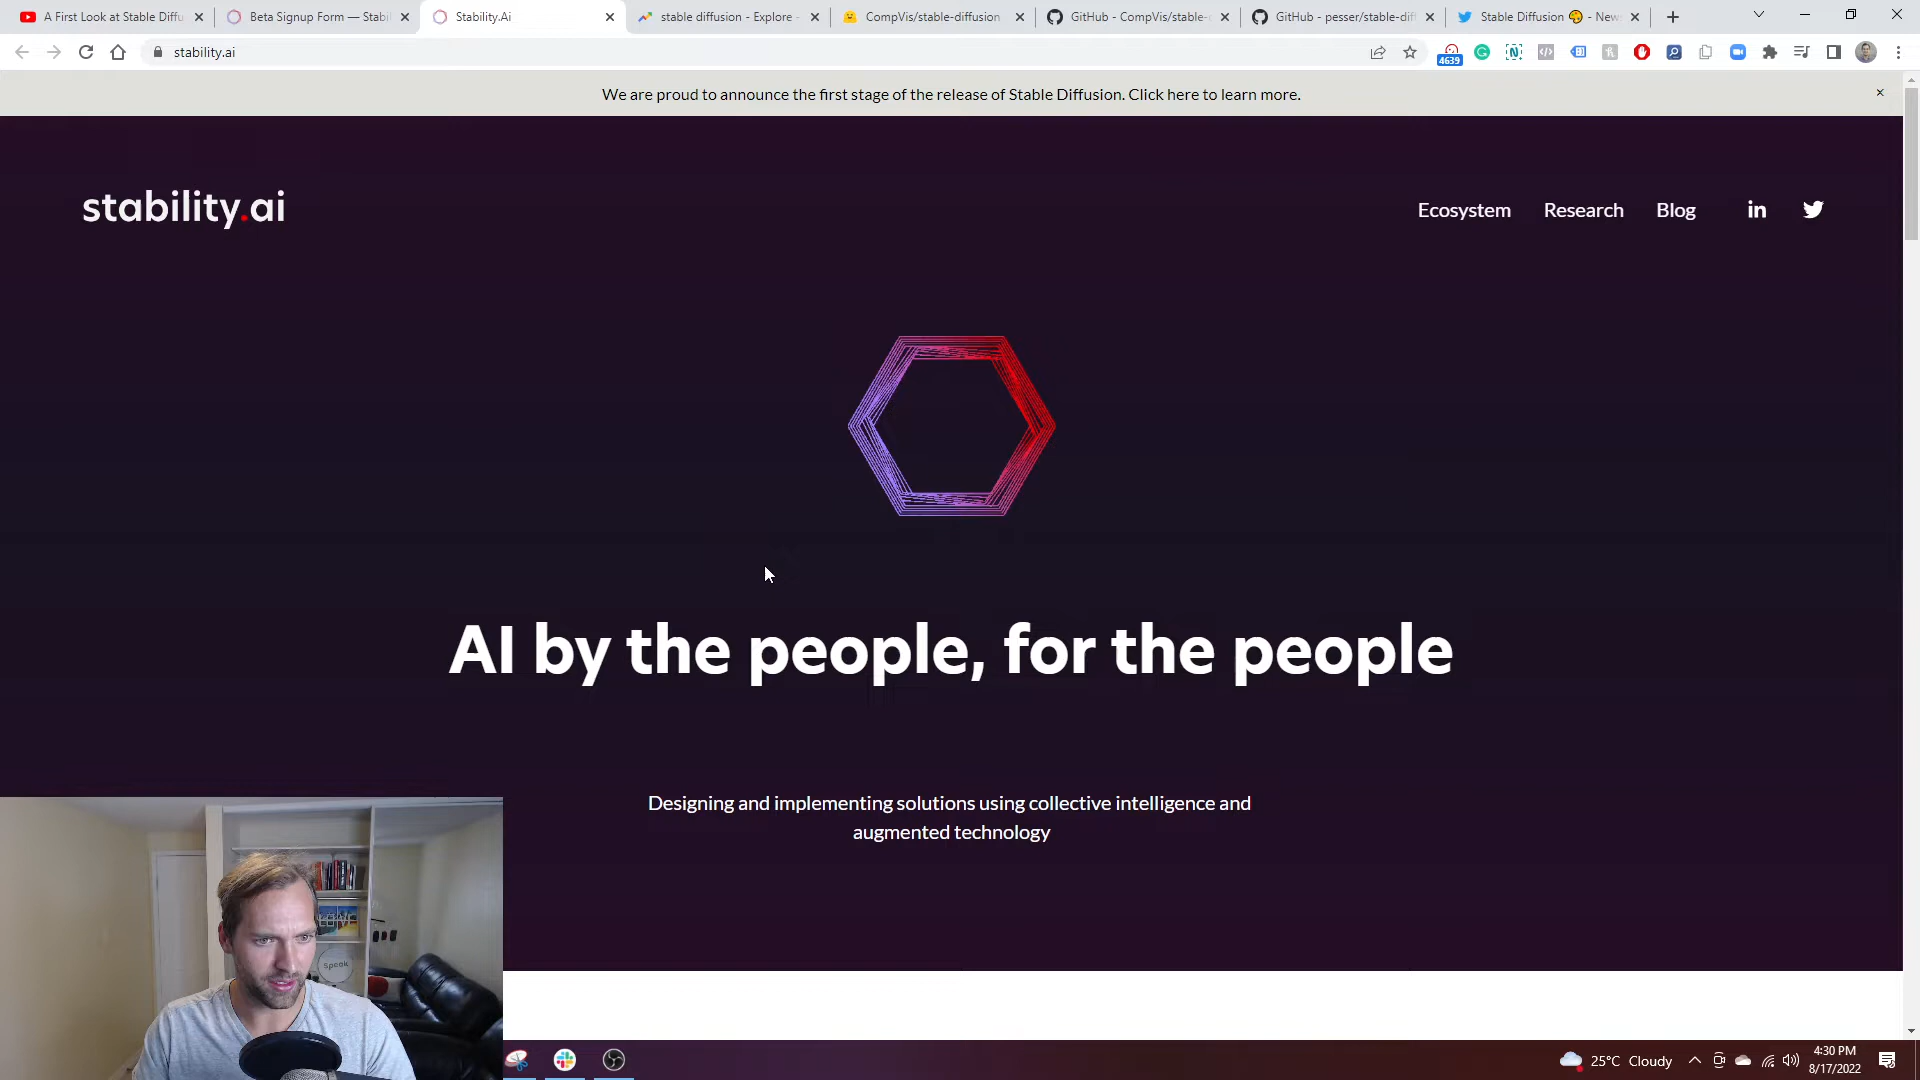 A First Look at Stable Diffu
Beta Signup Form — Stabil
Stability.Ai
stable diffusion - Explore -
CompVis/stable-diffusion
GitHub - CompVis/stable-d
GitHub - pesser/stable-diff
Stable Diffusion 🎨 - News
stability.ai
4639
We are proud to announce the first stage of the release of Stable Diffusion. Click here to learn more.
stability.ai
Ecosystem
Research
Blog
in
AI by the people, for the people
Designing and implementing solutions using collective intelligence and
augmented technology
Speak
25°C Cloudy
4:30 PM
8/17/2022